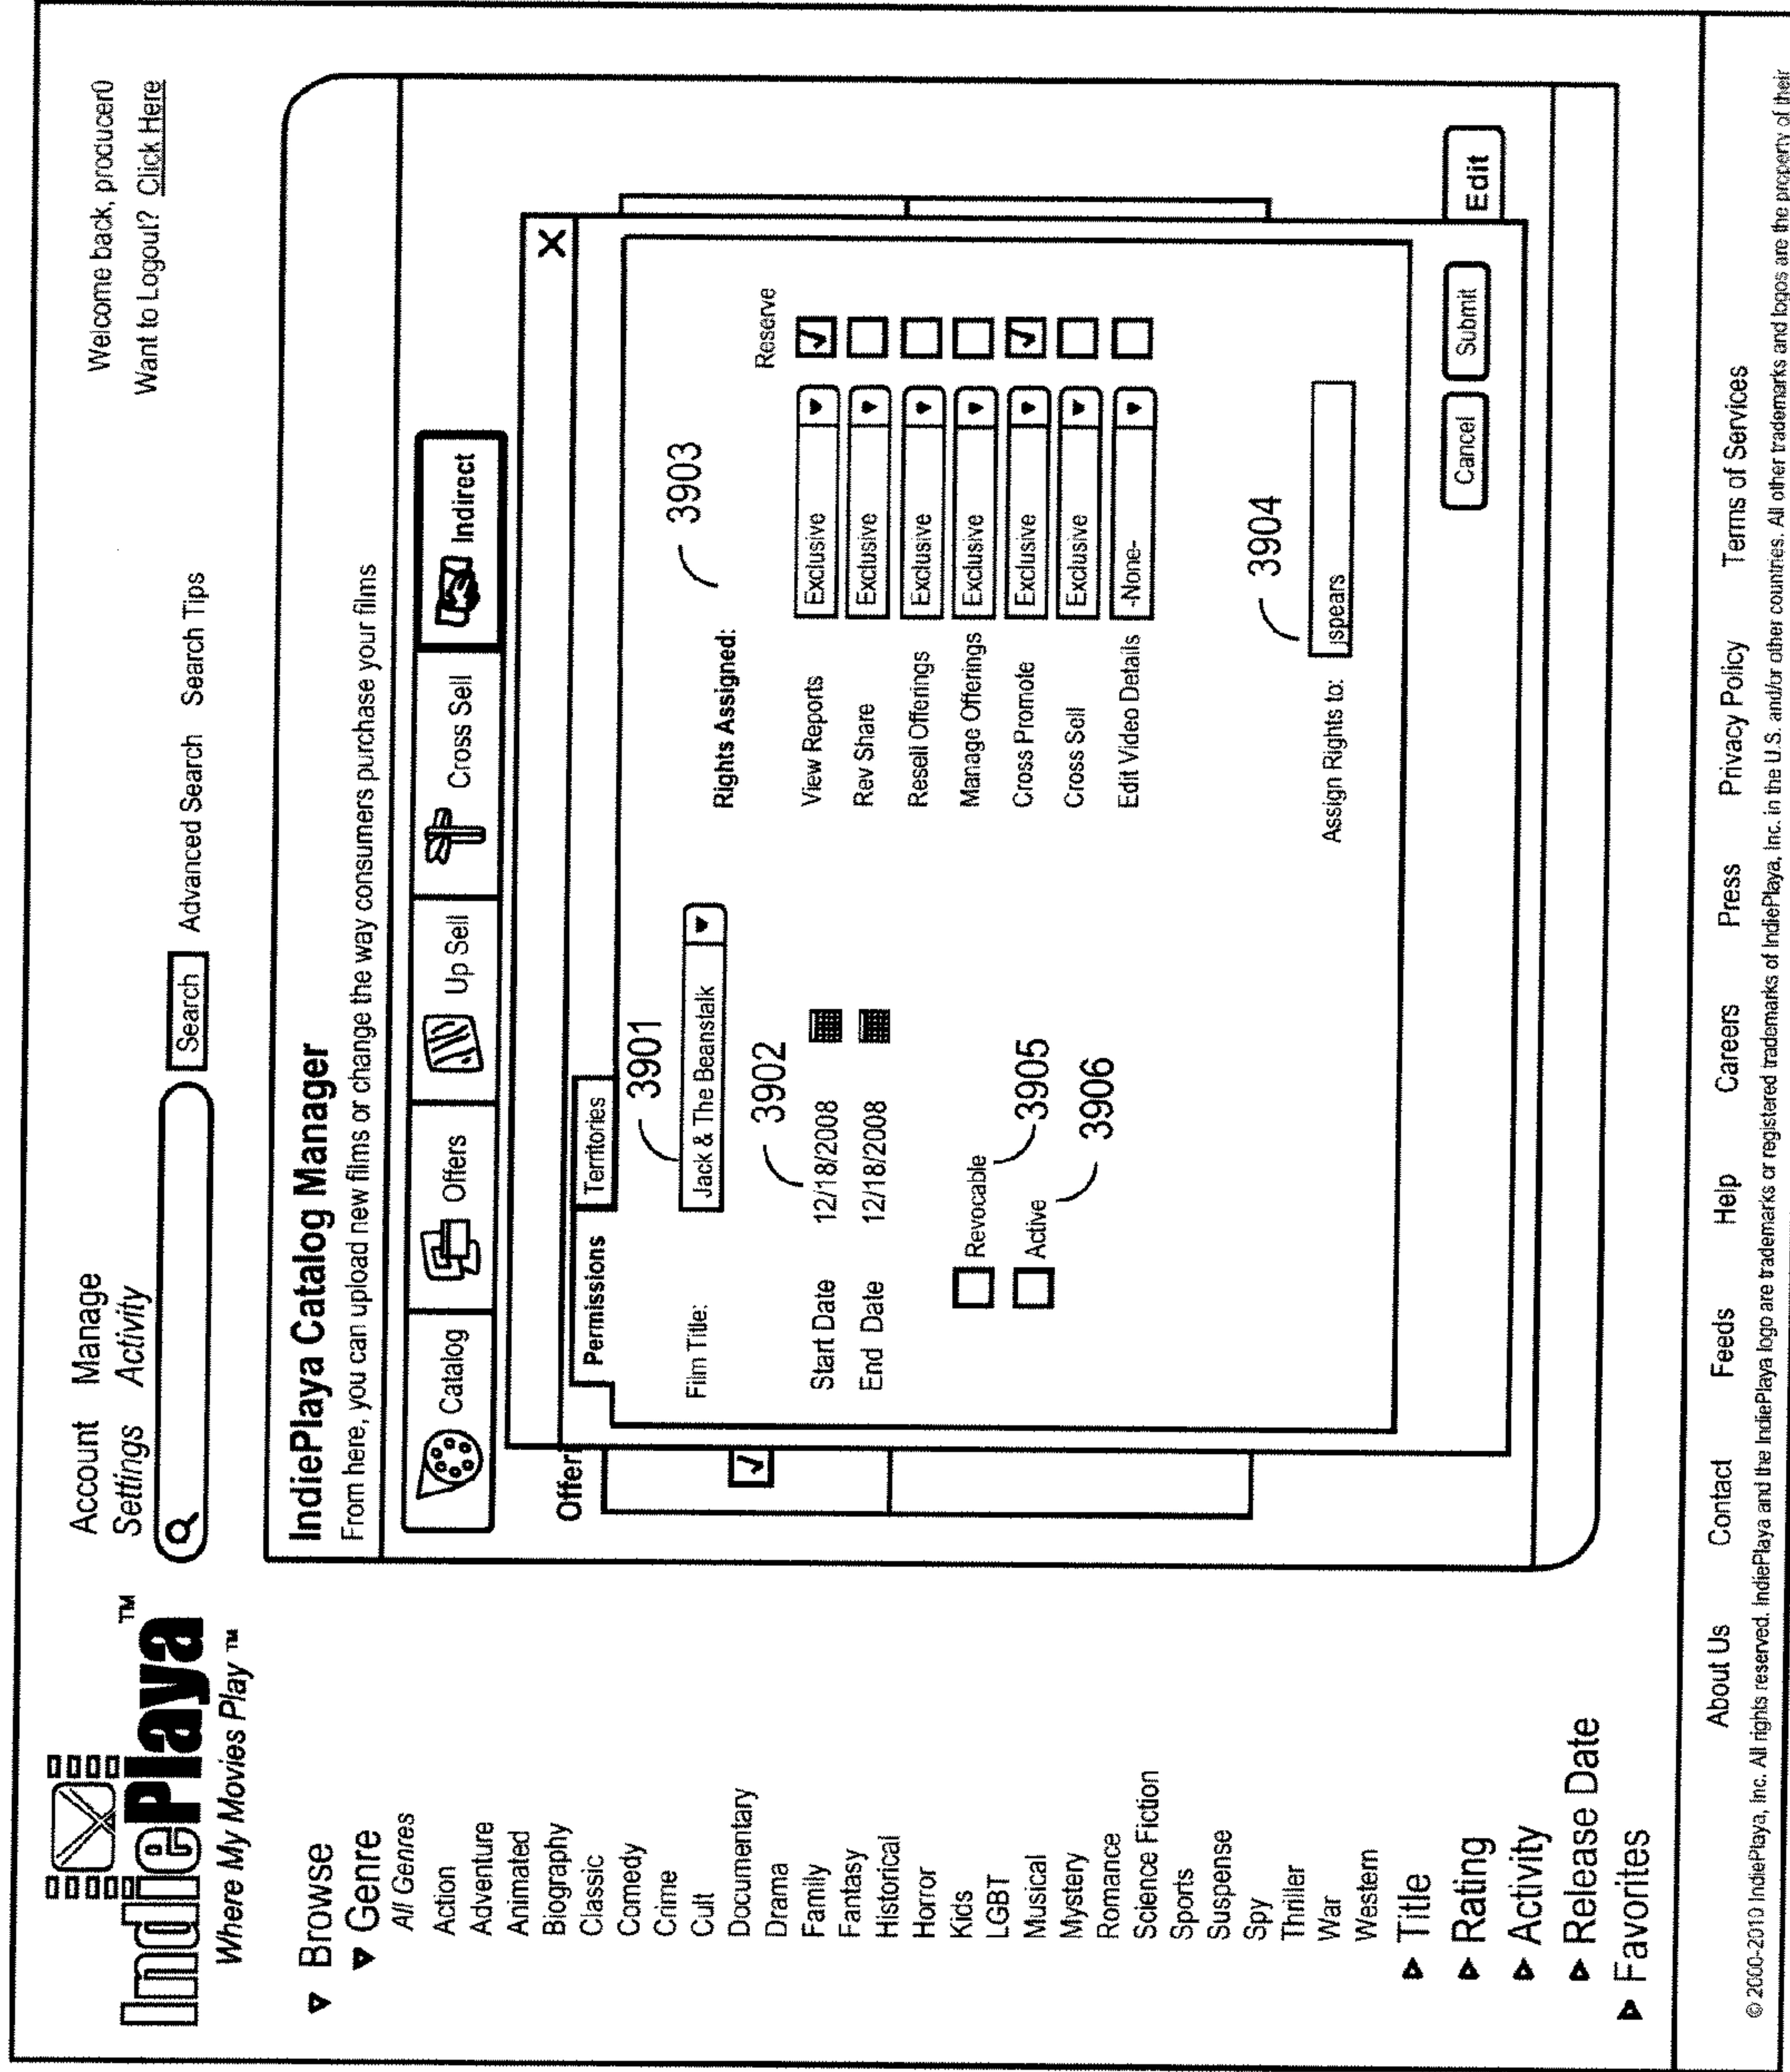 IndiePlaya™
Where My Movies Play™
Account Manage
Settings Activity
Search Advanced Search Search Tips
Welcome back, producer0
Want to Logout? Click Here
▼ Browse
▼ Genre
All Genres
Action
Adventure
Animated
Biography
Classic
Comedy
Crime
Cult
Documentary
Drama
Family
Fantasy
Historical
Horror
Kids
LGBT
Musical
Mystery
Romance
Science Fiction
Sports
Suspense
Spy
Thriller
War
Western
▶ Title
▶ Rating
▶ Activity
▶ Release Date
▶ Favorites
IndiePlaya Catalog Manager
From here, you can upload new films or change the way consumers purchase your films
Catalog Offers Up Sell Cross Sell Indirect
Offer
X
Permissions Territories
3901
Film Title: Jack & The Beanstalk
3902
Start Date 12/18/2008
End Date 12/18/2008
Revocable 3905
Active 3906
3903
Rights Assigned:
Reserve
View Reports Exclusive
Rev Share Exclusive
Resell Offerings Exclusive
Manage Offerings Exclusive
Cross Promote Exclusive
Cross Sell Exclusive
Edit Video Details -None-
3904
Assign Rights to: jspears
Cancel Submit
Edit
About Us Contact Feeds Help Careers Press Privacy Policy Terms of Services
© 2000-2010 IndiePlaya, Inc. All rights reserved. IndiePlaya and the IndiePlaya logo are trademarks or registered trademarks of IndiePlaya, Inc. in the U.S. and/or other countries. All other trademarks and logos are the property of their